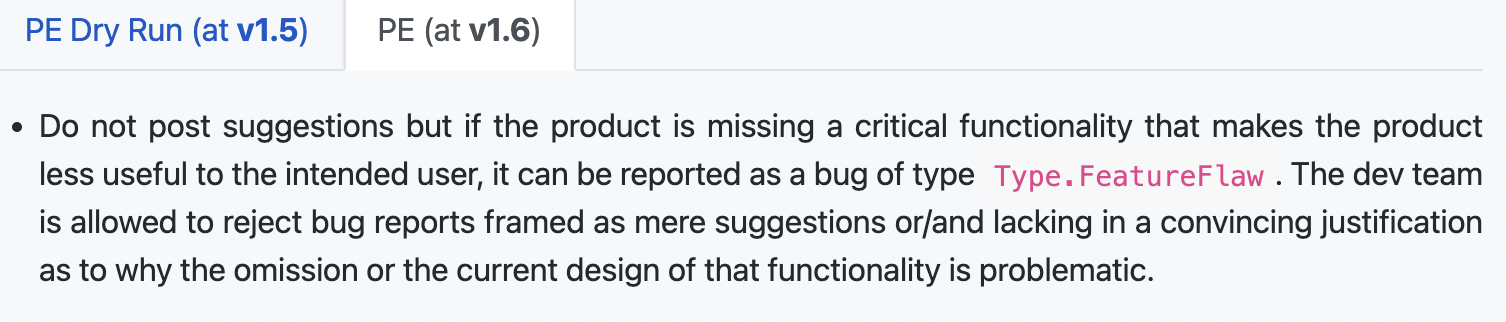 PE Dry Run (at v1.5) PE (at v1.6)
• Do not post suggestions but if the product is missing a critical functionality that makes the product
less useful to the intended user, it can be reported as a bug of type Type.FeatureFlaw . The dev team
is allowed to reject bug reports framed as mere suggestions or/and lacking in a convincing justification
as to why the omission or the current design of that functionality is problematic.